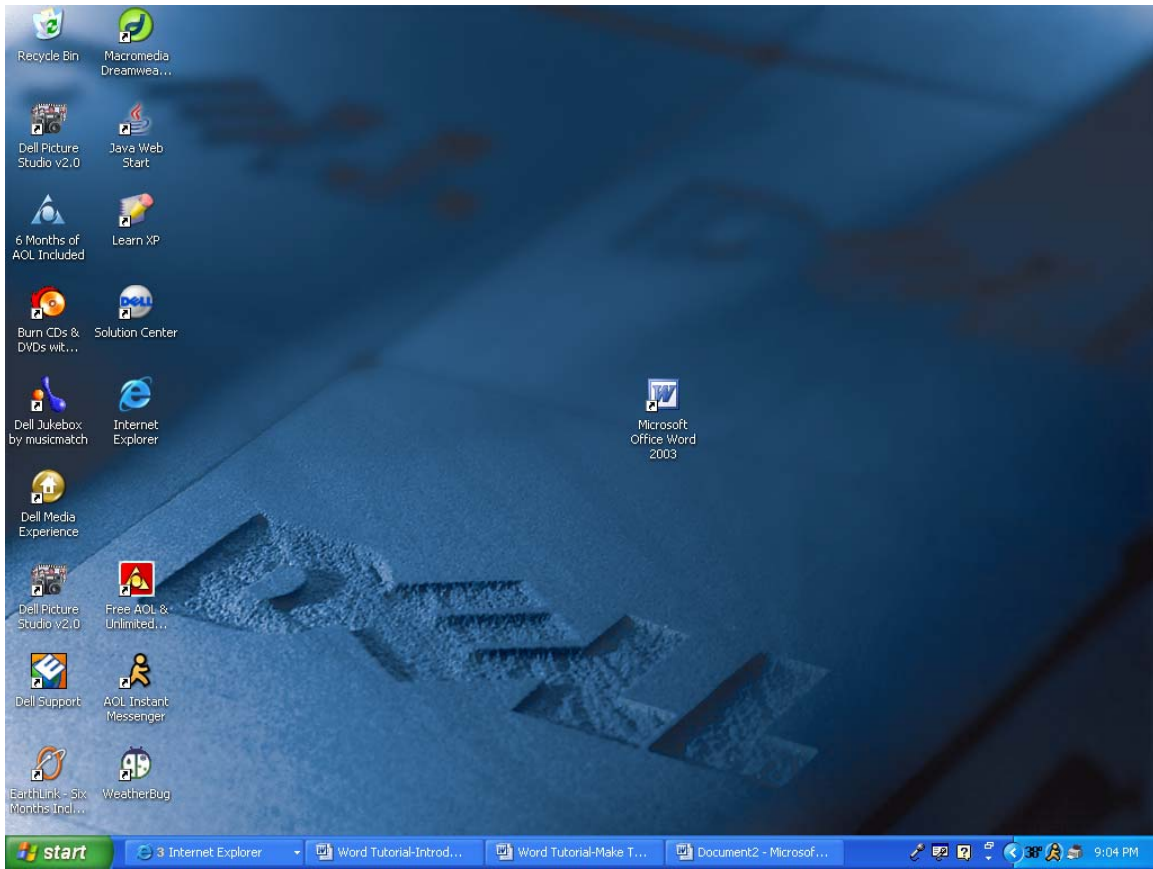 Recycle Bin
Macromedia
Dreamwea...
Dell Picture
Studio v2.0
Java Web
Start
6 Months of
AOL Included
Learn XP
Burn CDs &
DVDs wit...
DELL
Solution Center
Dell Jukebox
by musicmatch
Internet
Explorer
W
Microsoft
Office Word
2003
Dell Media
Experience
Dell Picture
Studio v2.0
Free AOL &
Unlimited...
Dell Support
AOL Instant
Messenger
EarthLink - Six
Months Incl...
WeatherBug
DELL
start
3 Internet Explorer
Word Tutorial-Introd...
Word Tutorial-Make T...
Document2 - Microsof...
38°
9:04 PM